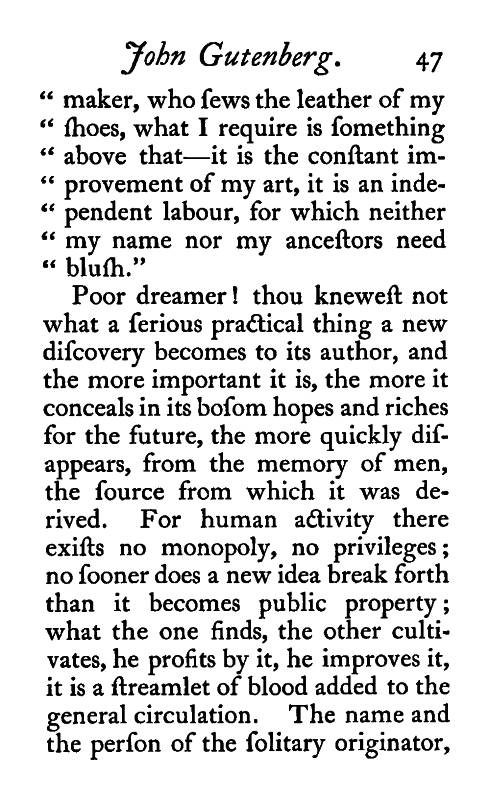 John Gutenberg. 47
“ maker, who ſews the leather of my
“ ſhoes, what I require is ſomething
“ above that—it is the conſtant im-
“ provement of my art, it is an inde-
“ pendent labour, for which neither
“ my name nor my anceſtors need
“ bluſh.”
Poor dreamer! thou kneweſt not
what a ſerious practical thing a new
diſcovery becomes to its author, and
the more important it is, the more it
conceals in its boſom hopes and riches
for the future, the more quickly diſ-
appears, from the memory of men,
the ſource from which it was de-
rived. For human activity there
exiſts no monopoly, no privileges;
no ſooner does a new idea break forth
than it becomes public property;
what the one finds, the other culti-
vates, he profits by it, he improves it,
it is a ſtreamlet of blood added to the
general circulation. The name and
the perſon of the ſolitary originator,